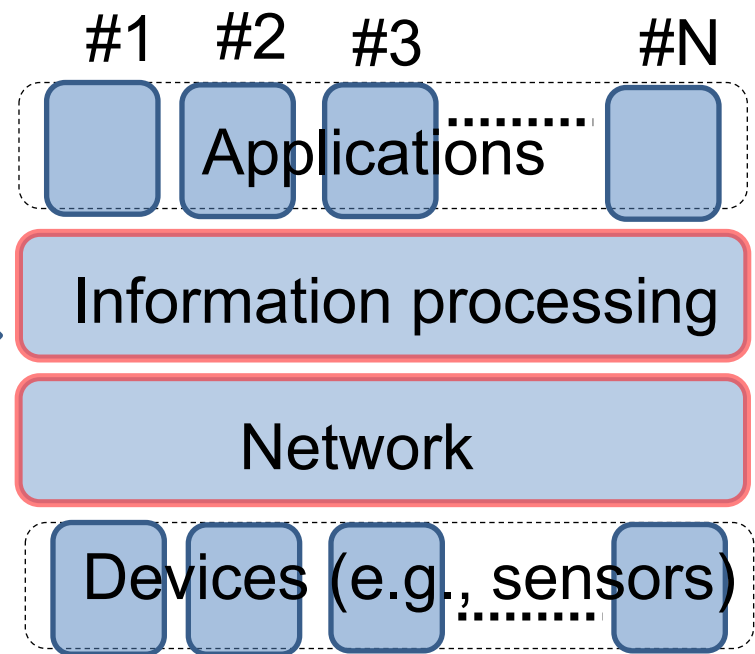 #1 #2 #3 #N
Applications
Information processing
Network
Devices (e.g., sensors)